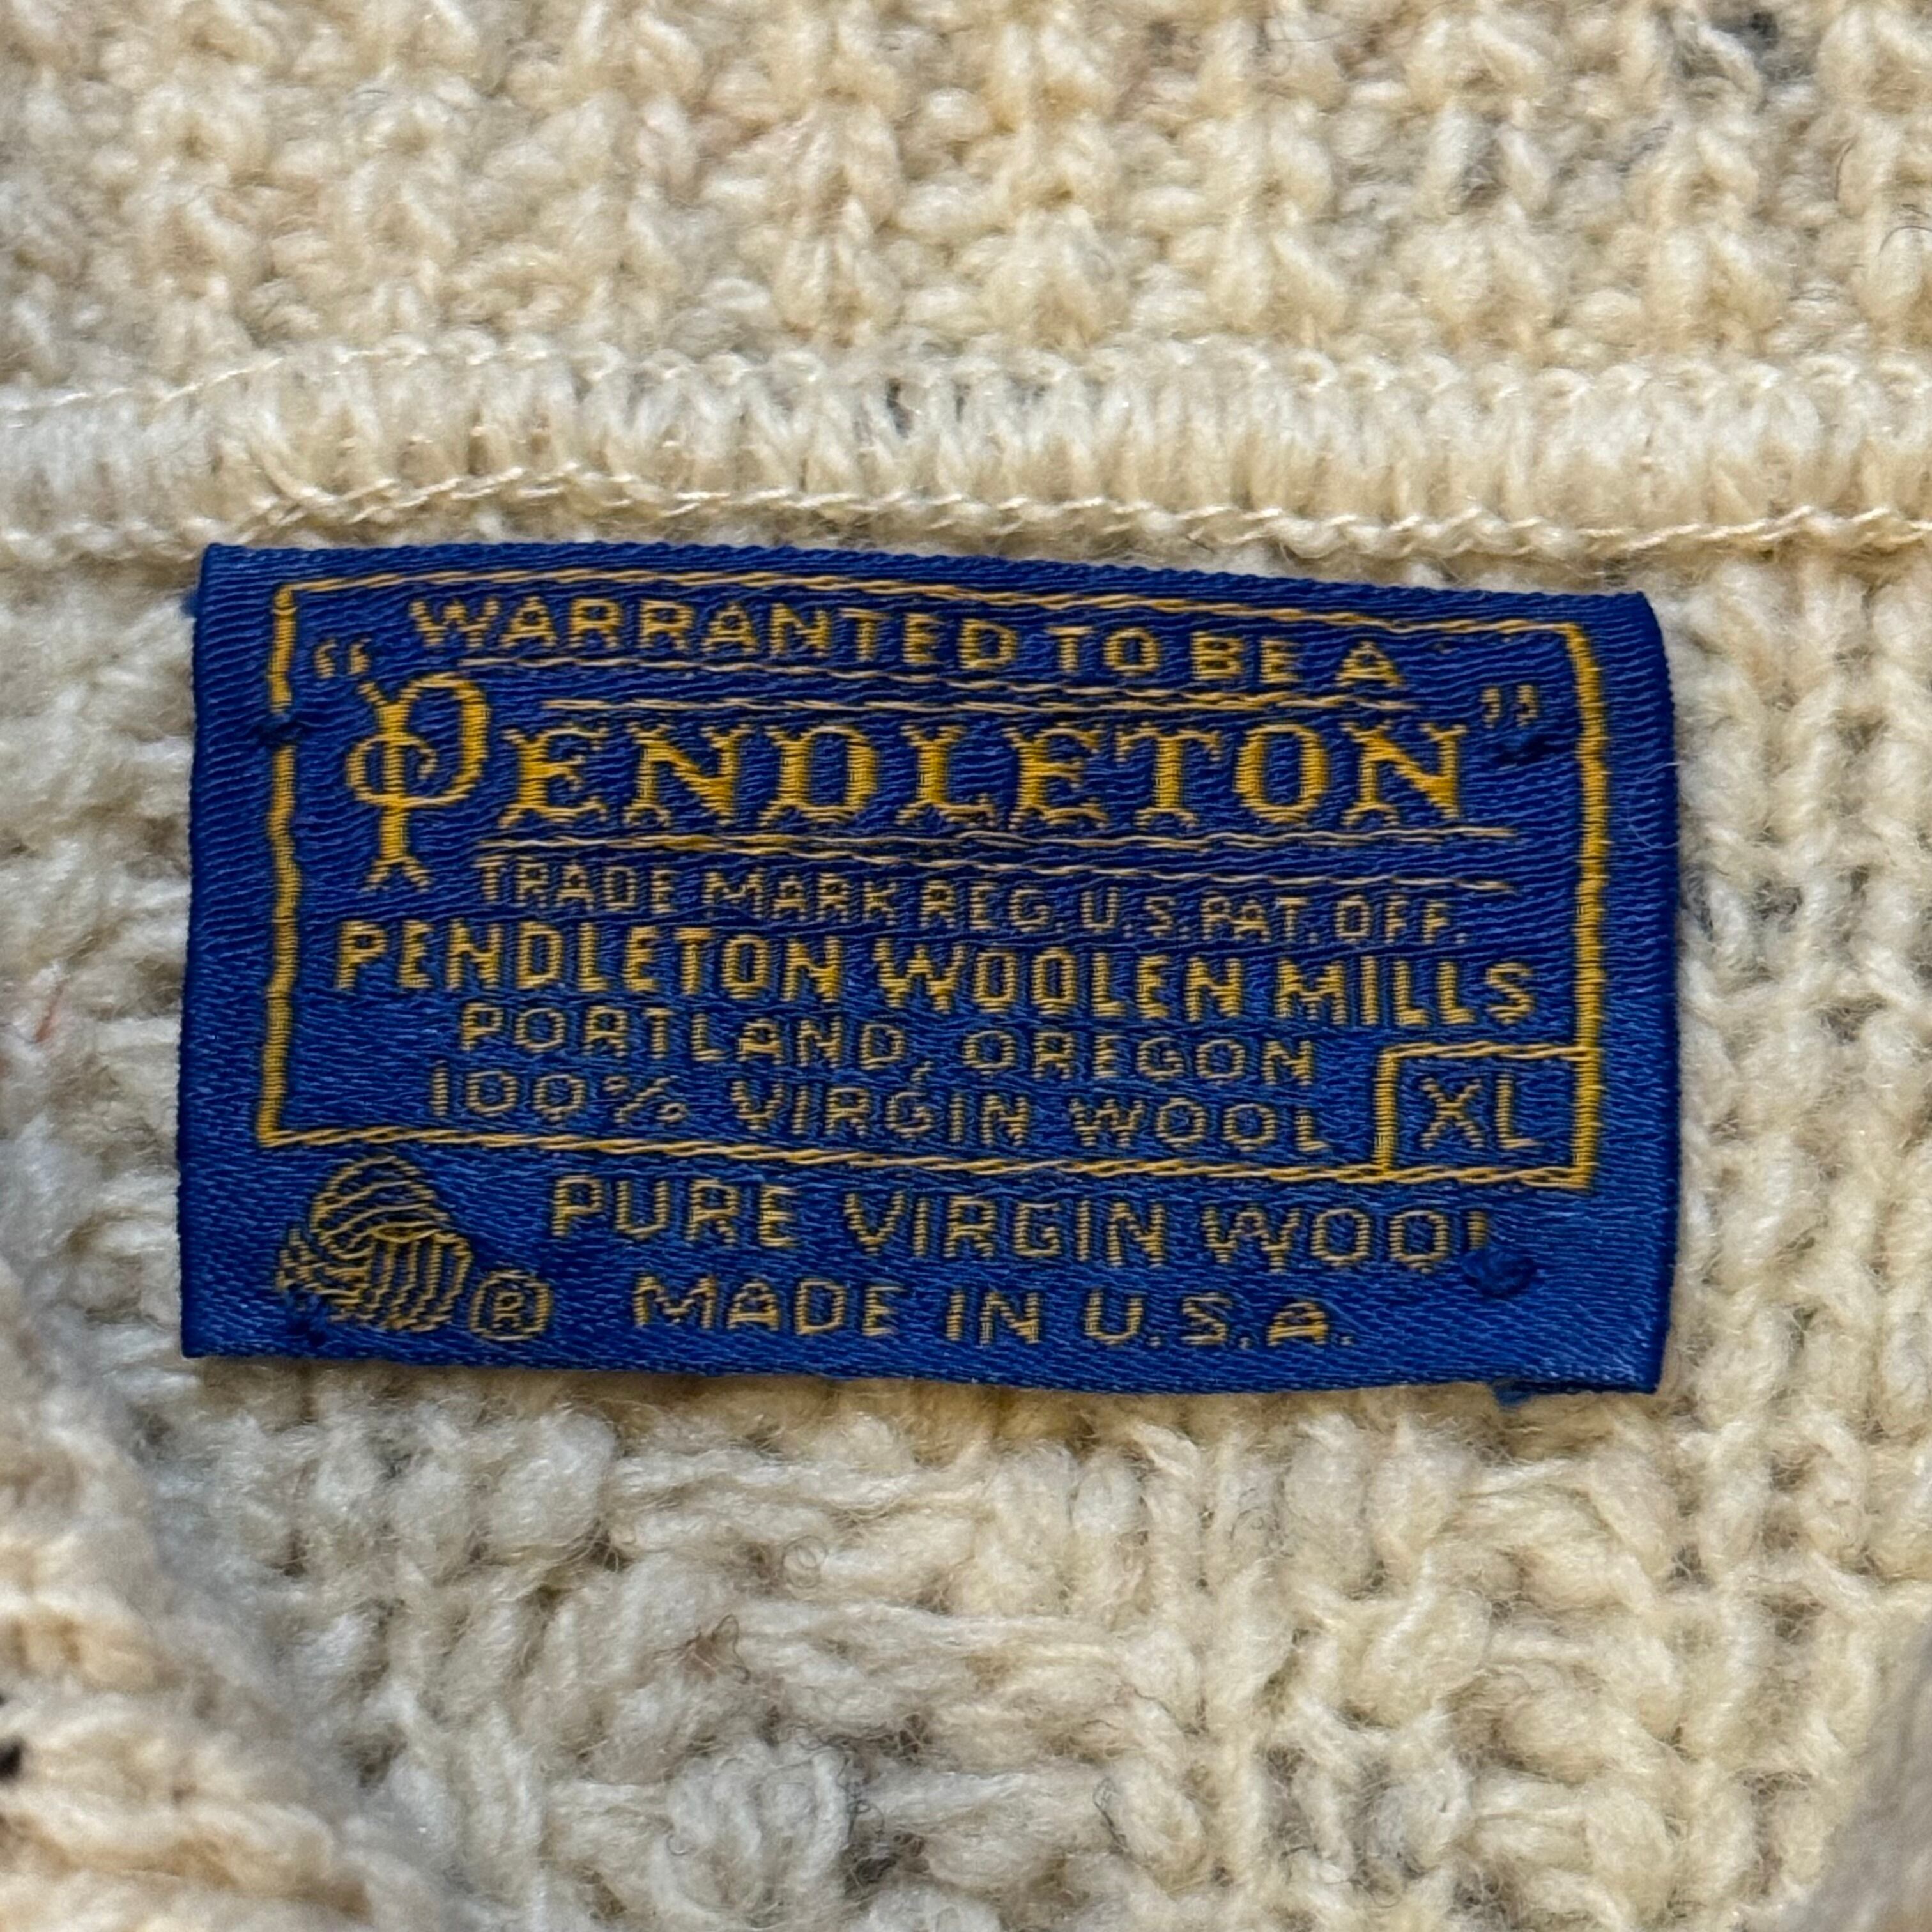 WARRANTED TO BE A
“PENDLETON”
TRADE MARK REG. U.S. PAT. OFF.
PENDLETON WOOLEN MILLS
PORTLAND, OREGON
100% VIRGIN WOOL XL
PURE VIRGIN WOOL
® MADE IN U.S.A.